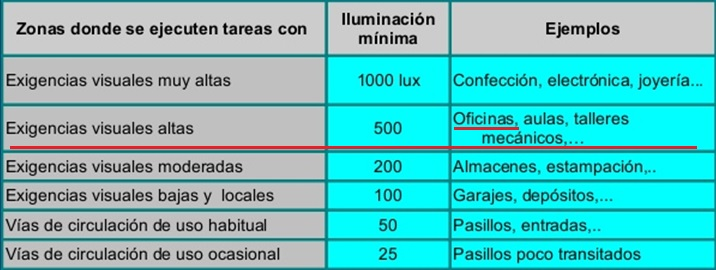 Zonas donde se ejecuten tareas con Iluminación mínima Ejemplos
Exigencias visuales muy altas 1000 lux Confección, electrónica, joyería...
Exigencias visuales altas 500 Oficinas, aulas, talleres mecánicos,...
Exigencias visuales moderadas 200 Almacenes, estampación,..
Exigencias visuales bajas y locales 100 Garajes, depósitos,...
Vías de circulación de uso habitual 50 Pasillos, entradas,..
Vías de circulación de uso ocasional 25 Pasillos poco transitados